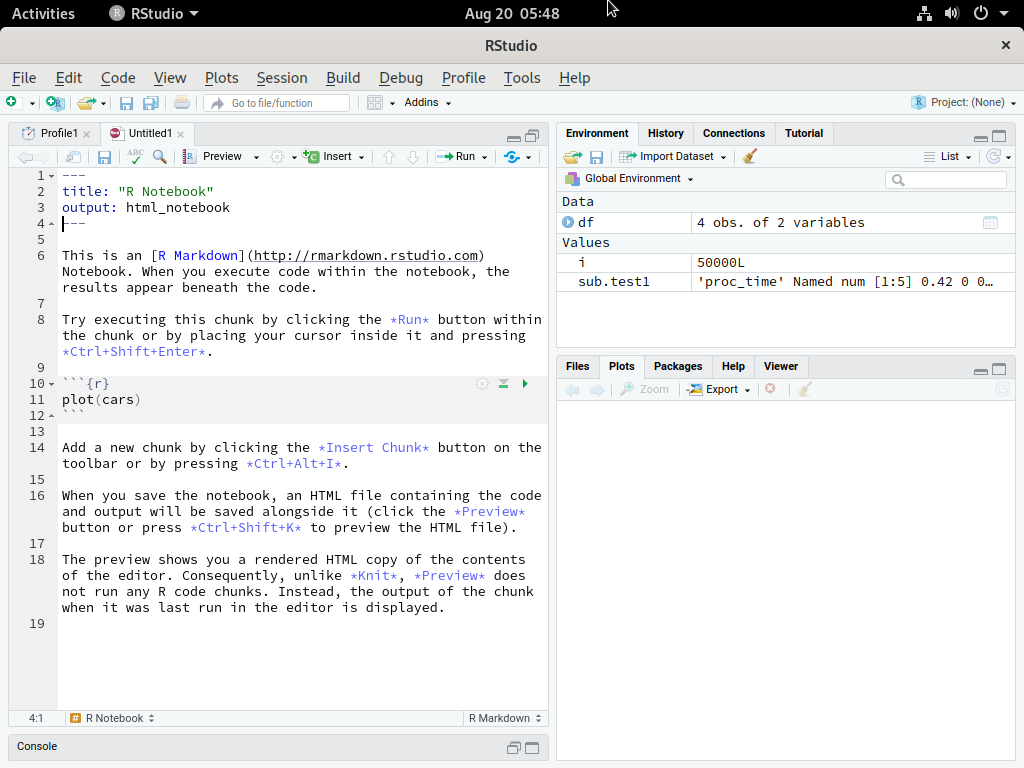 Activities
RStudio
Aug 20 05:48
RStudio
File Edit Code View Plots Session Build Debug Profile Tools Help
Go to file/function
Addins
Project: (None)
Profile1
Untitled1
ABC
Preview
Insert
Run
1 ---
2 title: "R Notebook"
3 output: html_notebook
4 ---
5
6 This is an [R Markdown](http://rmarkdown.rstudio.com)
Notebook. When you execute code within the notebook, the
results appear beneath the code.
7
8 Try executing this chunk by clicking the *Run* button within
the chunk or by placing your cursor inside it and pressing
*Ctrl+Shift+Enter*.
9
10 ```{r}
11 plot(cars)
12 ```
13
14 Add a new chunk by clicking the *Insert Chunk* button on the
toolbar or by pressing *Ctrl+Alt+I*.
15
16 When you save the notebook, an HTML file containing the code
and output will be saved alongside it (click the *Preview*
button or press *Ctrl+Shift+K* to preview the HTML file).
17
18 The preview shows you a rendered HTML copy of the contents
of the editor. Consequently, unlike *Knit*, *Preview* does
not run any R code chunks. Instead, the output of the chunk
when it was last run in the editor is displayed.
19
4:1
# R Notebook
R Markdown
Console
Environment History Connections Tutorial
Import Dataset
List
Global Environment
Data
df 4 obs. of 2 variables
Values
i 50000L
sub.test1 'proc_time' Named num [1:5] 0.42 0 0…
Files Plots Packages Help Viewer
Zoom
Export